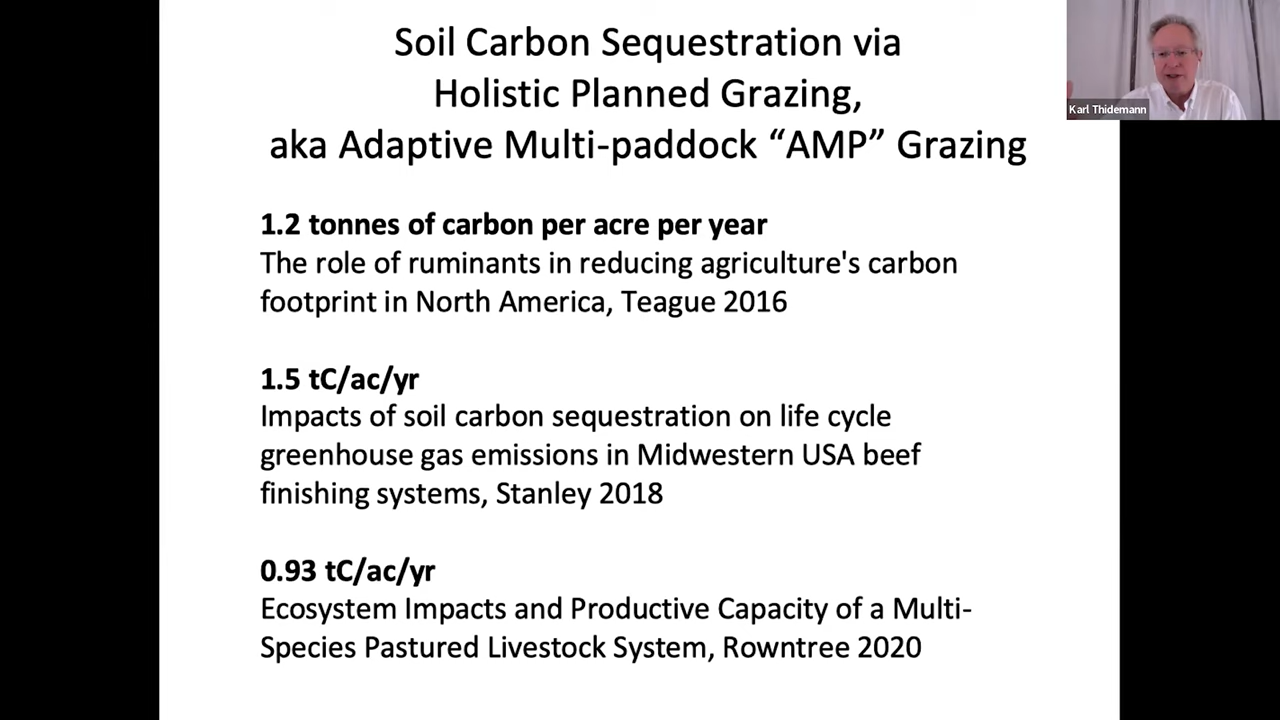 Soil Carbon Sequestration via
Holistic Planned Grazing,
aka Adaptive Multi-paddock “AMP” Grazing
Karl Thidemann
1.2 tonnes of carbon per acre per year
The role of ruminants in reducing agriculture's carbon
footprint in North America, Teague 2016
1.5 tC/ac/yr
Impacts of soil carbon sequestration on life cycle
greenhouse gas emissions in Midwestern USA beef
finishing systems, Stanley 2018
0.93 tC/ac/yr
Ecosystem Impacts and Productive Capacity of a Multi-
Species Pastured Livestock System, Rowntree 2020